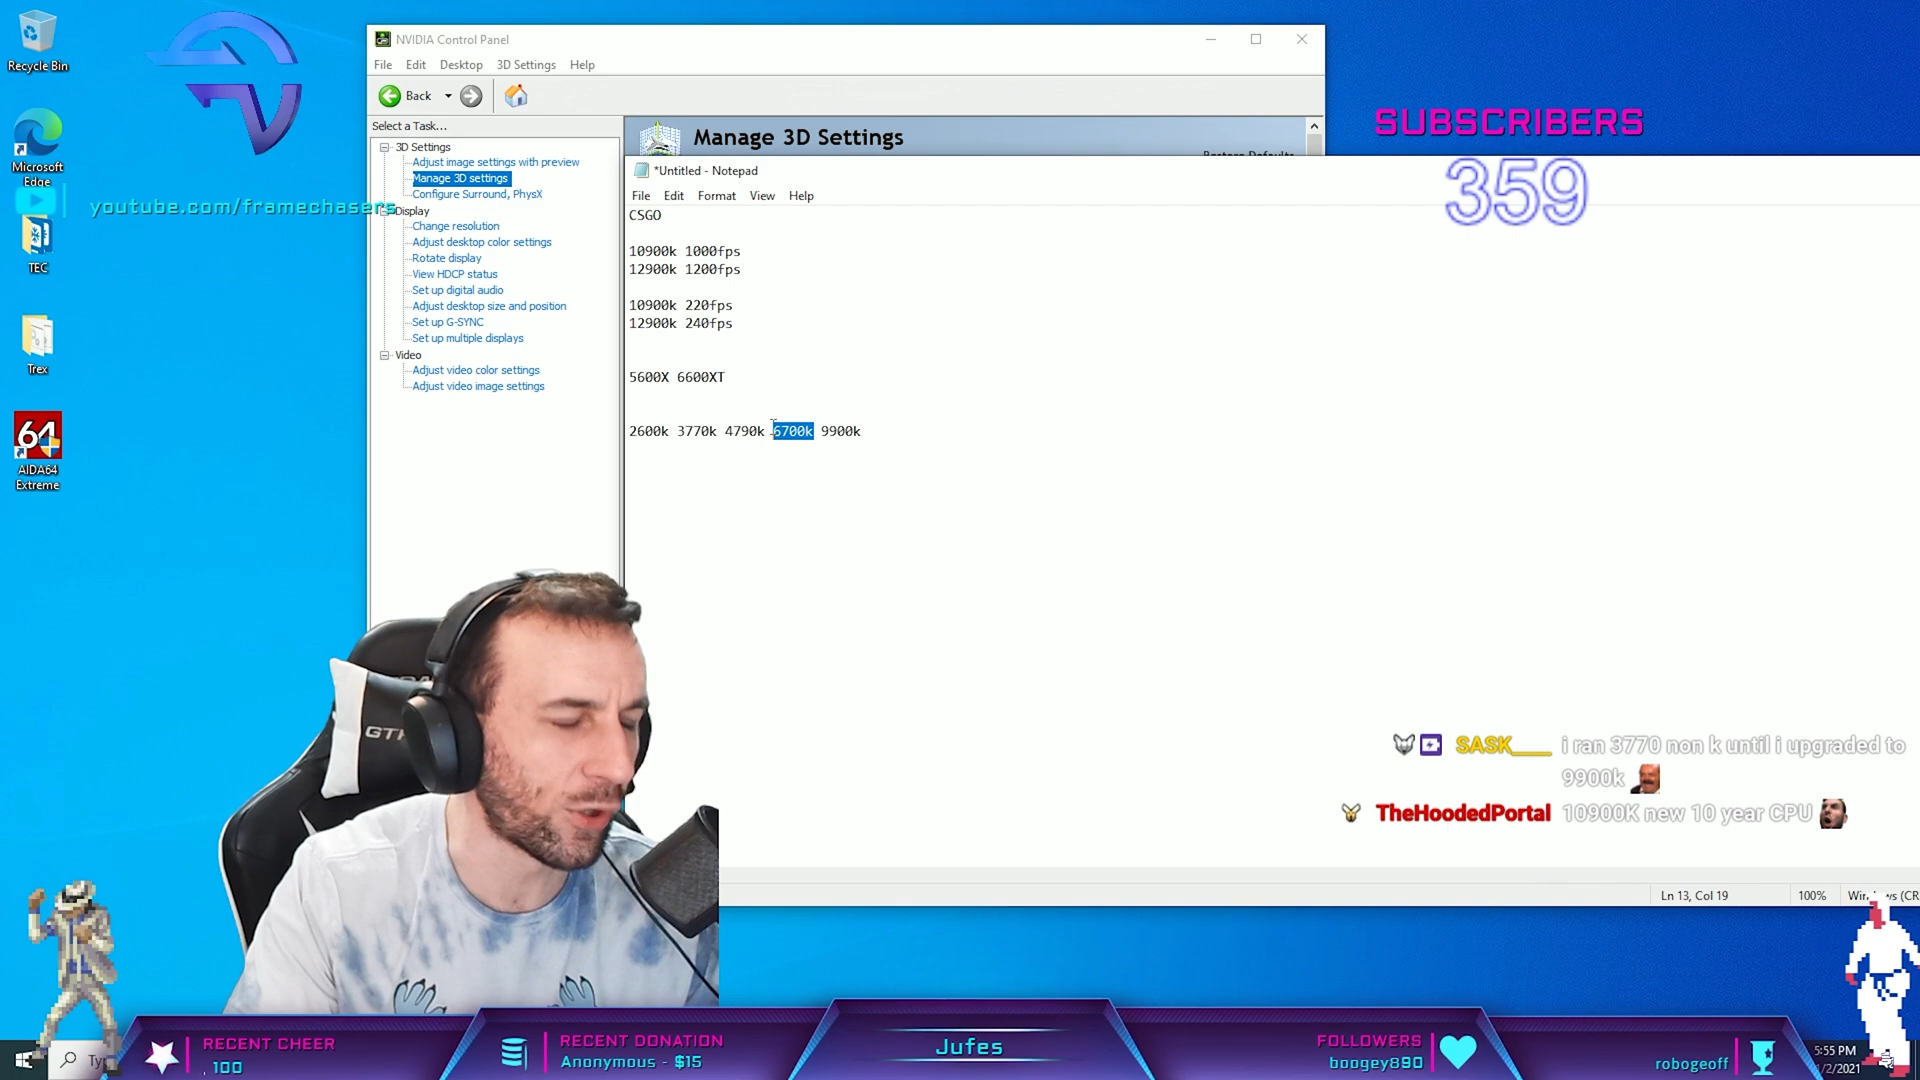 Recycle Bin
Microsoft
Edge
youtube.com/framechasers
TEC
Trex
64
AIDA64
Extreme
NVIDIA Control Panel
File Edit Desktop 3D Settings Help
Back
Select a Task...
3D Settings
Adjust image settings with preview
Manage 3D settings
Configure Surround, PhysX
Display
Change resolution
Adjust desktop color settings
Rotate display
View HDCP status
Set up digital audio
Adjust desktop size and position
Set up G-SYNC
Set up multiple displays
Video
Adjust video color settings
Adjust video image settings
Manage 3D Settings
Restore Defaults
*Untitled - Notepad
File Edit Format View Help
CSGO
10900k 1000fps
12900k 1200fps
10900k 220fps
12900k 240fps
5600X 6600XT
2600k 3770k 4790k 6700k 9900k
SUBSCRIBERS
359
SASK____ i ran 3770 non k until i upgraded to
9900k
TheHoodedPortal 10900K new 10 year CPU
Ln 13, Col 19 100%
RECENT CHEER
100
RECENT DONATION
Anonymous - $15
Jufes
FOLLOWERS
boogey890
robogeoff
5:55 PM
/2/2021